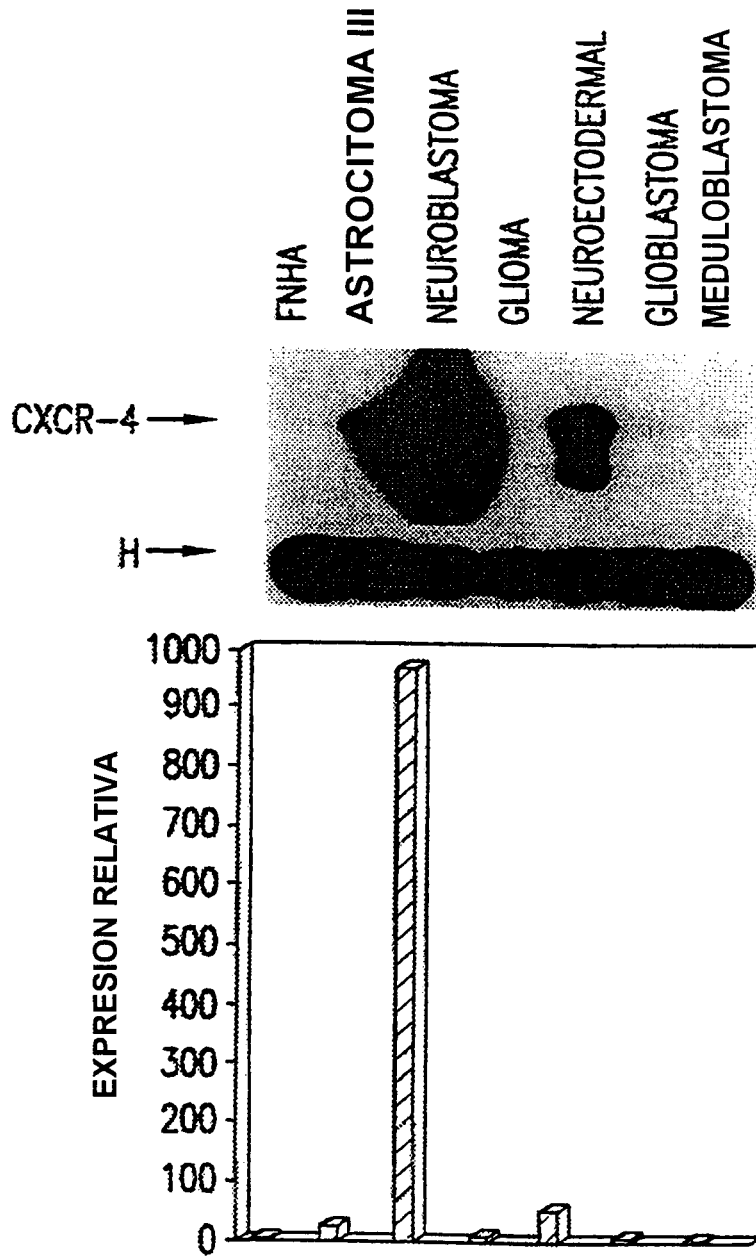 FNHA
ASTROCITOMA III
NEUROBLASTOMA
GLIOMA
NEUROECTODERMAL
GLIOBLASTOMA
MEDULOBLASTOMA
CXCR-4
H
EXPRESION RELATIVA
1000
900
800
700
600
500
400
300
200
100
0